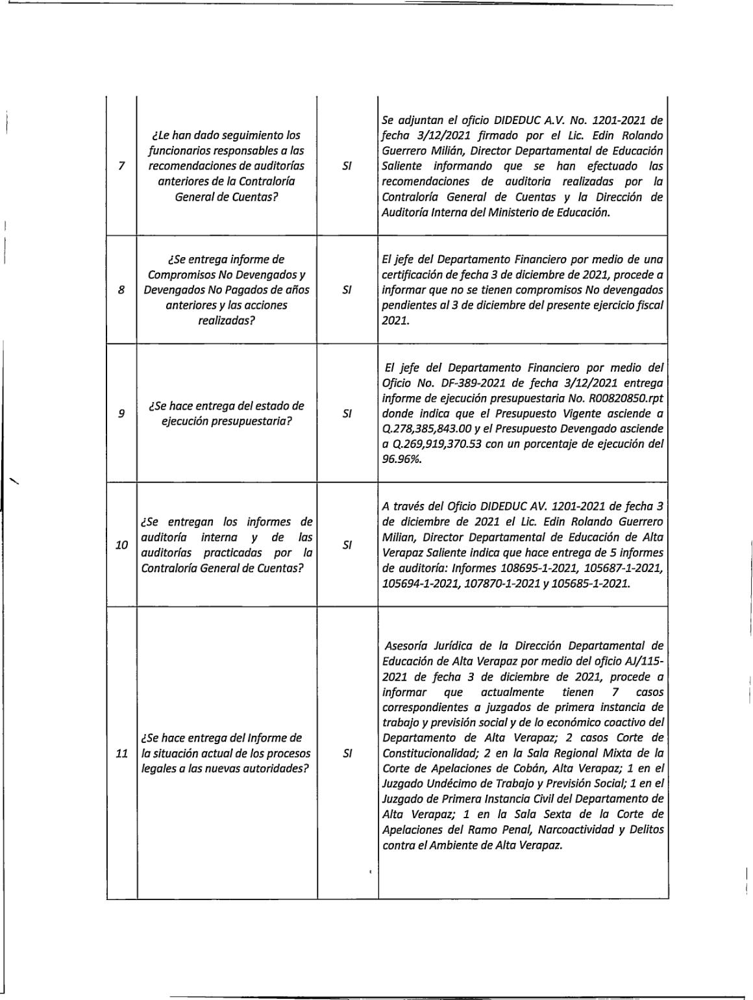 7
¿Le han dado seguimiento los
funcionarios responsables a las
recomendaciones de auditorías
anteriores de la Contraloría
General de Cuentas?
SI
Se adjuntan el oficio DIDEDUC A.V. No. 1201-2021 de
fecha 3/12/2021 firmado por el Lic. Edin Rolando
Guerrero Milián, Director Departamental de Educación
Saliente informando que se han efectuado las
recomendaciones de auditoria realizadas por la
Contraloría General de Cuentas y la Dirección de
Auditoría Interna del Ministerio de Educación.
8
¿Se entrega informe de
Compromisos No Devengados y
Devengados No Pagados de años
anteriores y las acciones
realizadas?
SI
El jefe del Departamento Financiero por medio de una
certificación de fecha 3 de diciembre de 2021, procede a
informar que no se tienen compromisos No devengados
pendientes al 3 de diciembre del presente ejercicio fiscal
2021.
9
¿Se hace entrega del estado de
ejecución presupuestaria?
SI
El jefe del Departamento Financiero por medio del
Oficio No. DF-389-2021 de fecha 3/12/2021 entrega
informe de ejecución presupuestaria No. R00820850.rpt
donde indica que el Presupuesto Vigente asciende a
Q.278,385,843.00 y el Presupuesto Devengado asciende
a Q.269,919,370.53 con un porcentaje de ejecución del
96.96%.
10
¿Se entregan los informes de
auditoría interna y de las
auditorías practicadas por la
Contraloría General de Cuentas?
SI
A través del Oficio DIDEDUC AV. 1201-2021 de fecha 3
de diciembre de 2021 el Lic. Edin Rolando Guerrero
Milian, Director Departamental de Educación de Alta
Verapaz Saliente indica que hace entrega de 5 informes
de auditoría: Informes 108695-1-2021, 105687-1-2021,
105694-1-2021, 107870-1-2021 y 105685-1-2021.
11
¿Se hace entrega del Informe de
la situación actual de los procesos
legales a las nuevas autoridades?
SI
Asesoría Jurídica de la Dirección Departamental de
Educación de Alta Verapaz por medio del oficio AJ/115-
2021 de fecha 3 de diciembre de 2021, procede a
informar que actualmente tienen 7 casos
correspondientes a juzgados de primera instancia de
trabajo y previsión social y de lo económico coactivo del
Departamento de Alta Verapaz; 2 casos Corte de
Constitucionalidad; 2 en la Sala Regional Mixta de la
Corte de Apelaciones de Cobán, Alta Verapaz; 1 en el
Juzgado Undécimo de Trabajo y Previsión Social; 1 en el
Juzgado de Primera Instancia Civil del Departamento de
Alta Verapaz; 1 en la Sala Sexta de la Corte de
Apelaciones del Ramo Penal, Narcoactividad y Delitos
contra el Ambiente de Alta Verapaz.